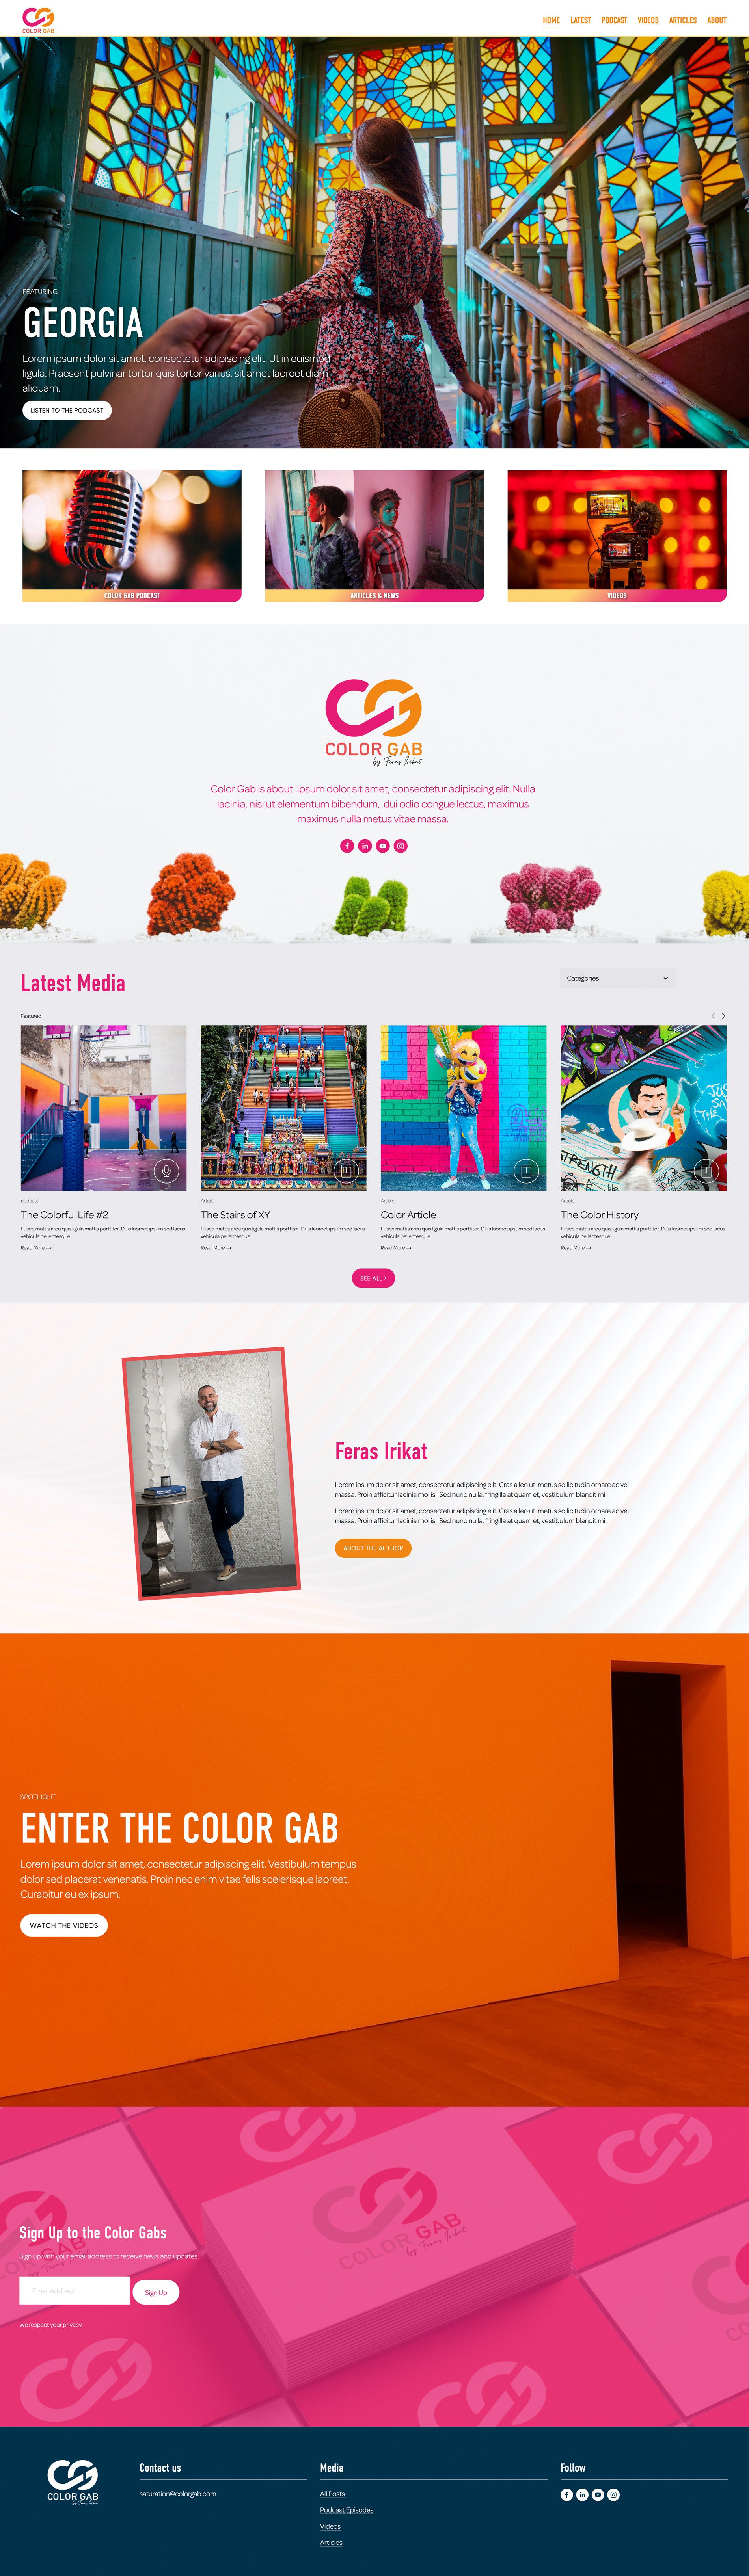 COLOR GAB
HOME LATEST PODCAST VIDEOS ARTICLES ABOUT
FEATURING
GEORGIA
Lorem ipsum dolor sit amet, consectetur adipiscing elit. Ut in euismod
ligula. Praesent pulvinar tortor quis tortor varius, sit amet laoreet diam
aliquam.
LISTEN TO THE PODCAST
COLOR GAB PODCAST
ARTICLES & NEWS
VIDEOS
COLOR GAB
by Feras Irikat
Color Gab is about ipsum dolor sit amet, consectetur adipiscing elit. Nulla
lacinia, nisi ut elementum bibendum, dui odio congue lectus, maximus
maximus nulla metus vitae massa.
Latest Media
Categories
Featured
podcast
The Colorful Life #2
Fusce mattis arcu quis ligula mattis porttitor. Duis laoreet ipsum sed lacus
vehicula pellentesque.
Read More →
Article
The Stairs of XY
Fusce mattis arcu quis ligula mattis porttitor. Duis laoreet ipsum sed lacus
vehicula pellentesque.
Read More →
Article
Color Article
Fusce mattis arcu quis ligula mattis porttitor. Duis laoreet ipsum sed lacus
vehicula pellentesque.
Read More →
STRENGTH
Article
The Color History
Fusce mattis arcu quis ligula mattis porttitor. Duis laoreet ipsum sed lacus
vehicula pellentesque.
Read More →
SEE ALL >
Feras Irikat
Lorem ipsum dolor sit amet, consectetur adipiscing elit. Cras a leo ut metus sollicitudin ornare ac vel
massa. Proin efficitur lacinia mollis. Sed nunc nulla, fringilla at quam et, vestibulum blandit mi.
Lorem ipsum dolor sit amet, consectetur adipiscing elit. Cras a leo ut metus sollicitudin ornare ac vel
massa. Proin efficitur lacinia mollis. Sed nunc nulla, fringilla at quam et, vestibulum blandit mi.
ABOUT THE AUTHOR
SPOTLIGHT
ENTER THE COLOR GAB
Lorem ipsum dolor sit amet, consectetur adipiscing elit. Vestibulum tempus
dolor sed placerat venenatis. Proin nec enim vitae felis scelerisque laoreet.
Curabitur eu ex ipsum.
WATCH THE VIDEOS
COLOR GAB
by Feras Irikat
Sign Up to the Color Gabs
Sign up with your email address to receive news and updates.
Email Address
Sign Up
We respect your privacy.
COLOR GAB
by Feras Irikat
Contact us
saturation@colorgab.com
Media
All Posts
Podcast Episodes
Videos
Articles
Follow